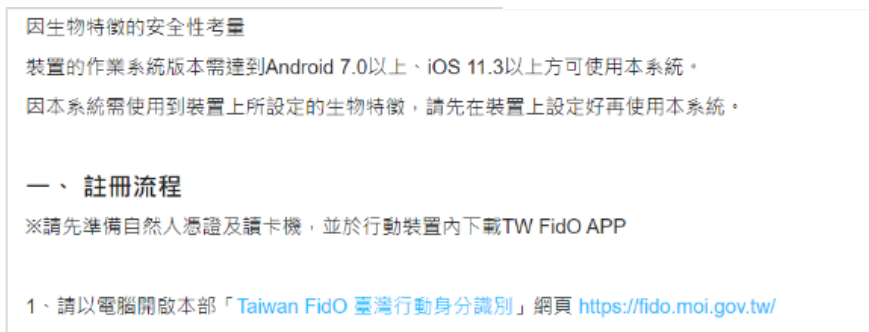 因生物特徵的安全性考量
裝置的作業系統版本需達到Android 7.0以上、iOS 11.3以上方可使用本系統。
因本系統需使用到裝置上所設定的生物特徵，請先在裝置上設定好再使用本系統。
一、 註冊流程
※請先準備自然人憑證及讀卡機，並於行動裝置內下載TW FidO APP
1、請以電腦開啟本部「Taiwan FidO 臺灣行動身分識別」網頁 https://fido.moi.gov.tw/